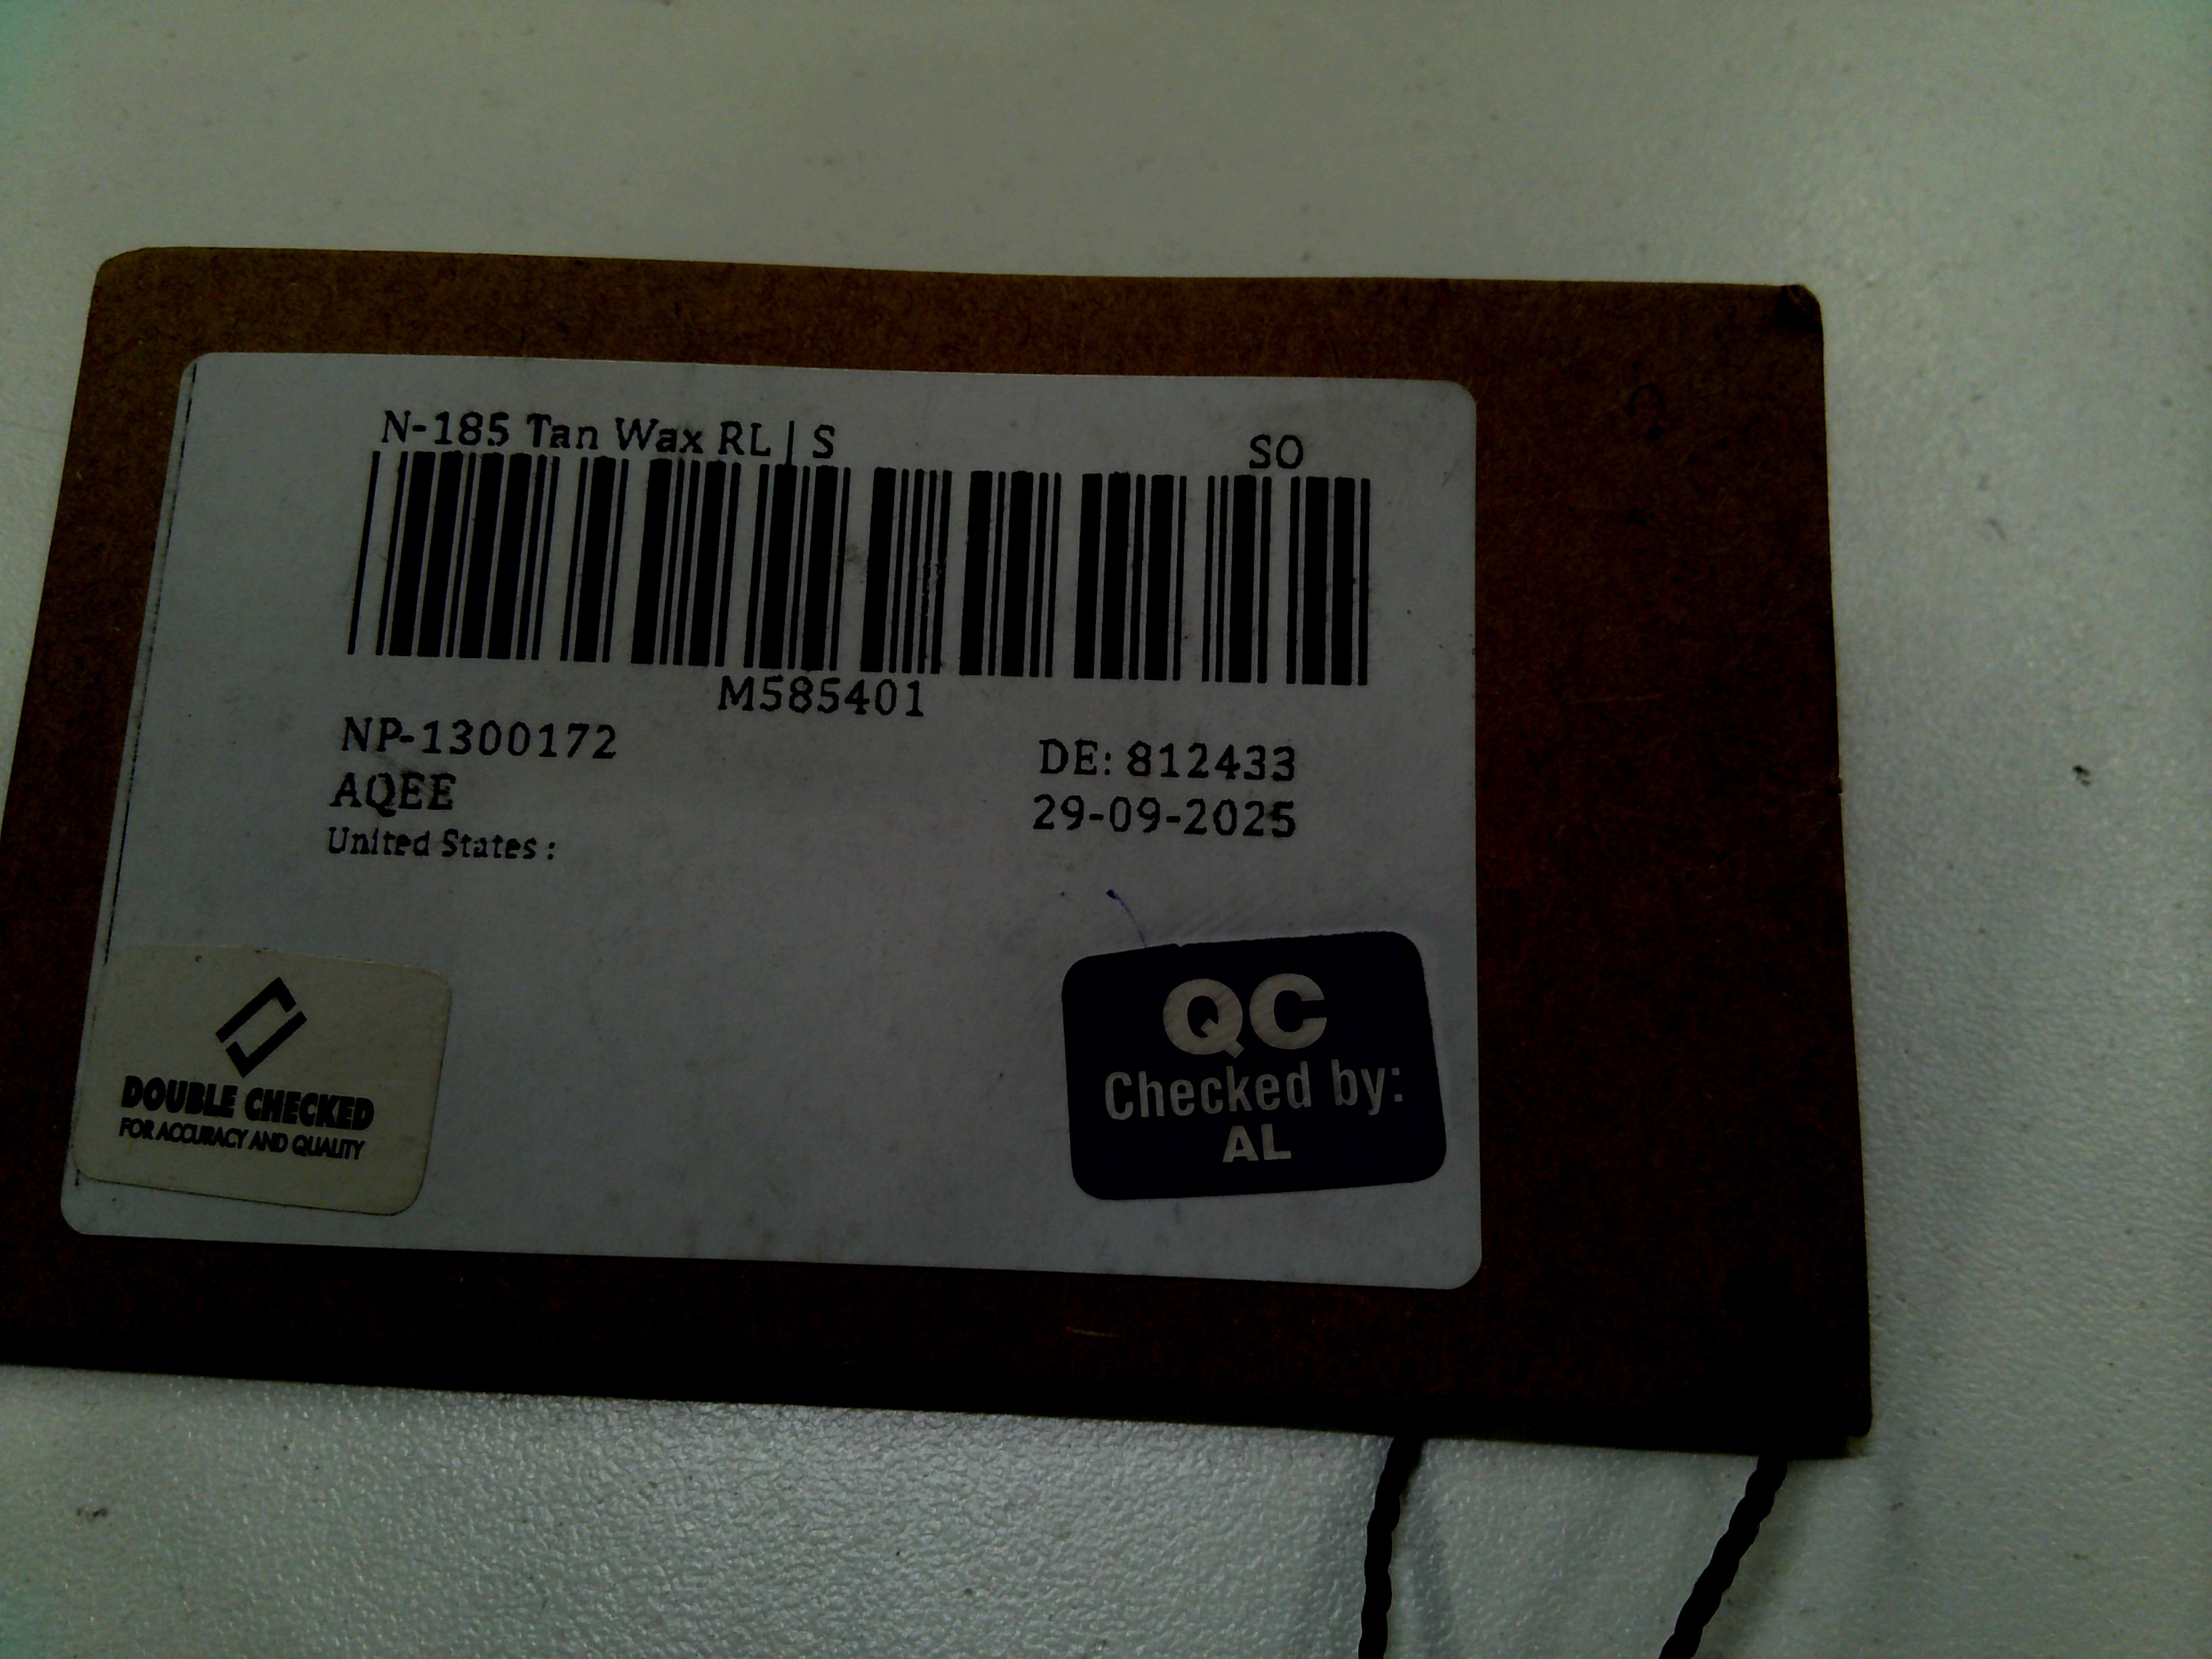 N-185 Tan Wax RL | S
SO
M585401
NP-1300172
AQEE
United States :
DE: 812433
29-09-2025
DOUBLE CHECKED
FOR ACCURACY AND QUALITY
QC
Checked by:
AL